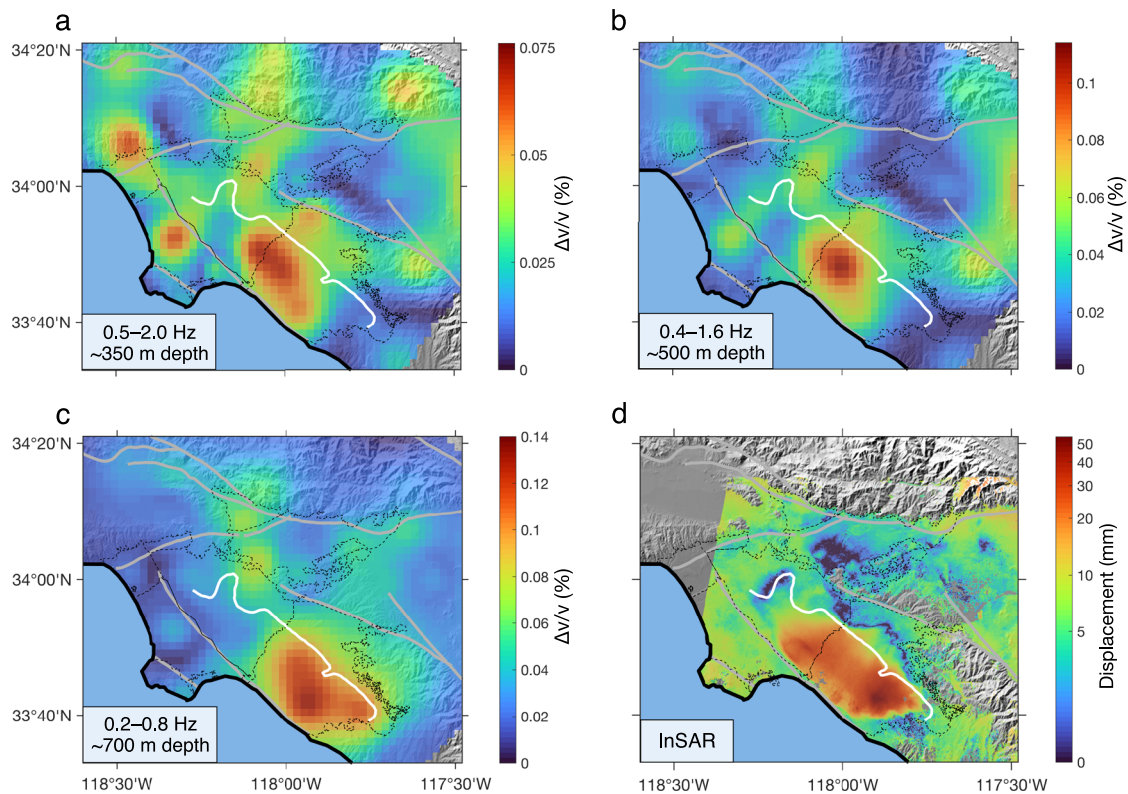 a
b
34°20'N
34°00'N
33°40'N
0.5–2.0 Hz
~350 m depth
0.075
0.05
0.025
0
Δv/v (%)
0.4–1.6 Hz
~500 m depth
0.1
0.08
0.06
0.04
0.02
0
Δv/v (%)
c
d
34°20'N
34°00'N
33°40'N
0.2–0.8 Hz
~700 m depth
118°30'W
118°00'W
117°30'W
0.14
0.12
0.1
0.08
0.06
0.04
0.02
0
Δv/v (%)
InSAR
118°30'W
118°00'W
117°30'W
50
40
30
20
10
5
0
Displacement (mm)